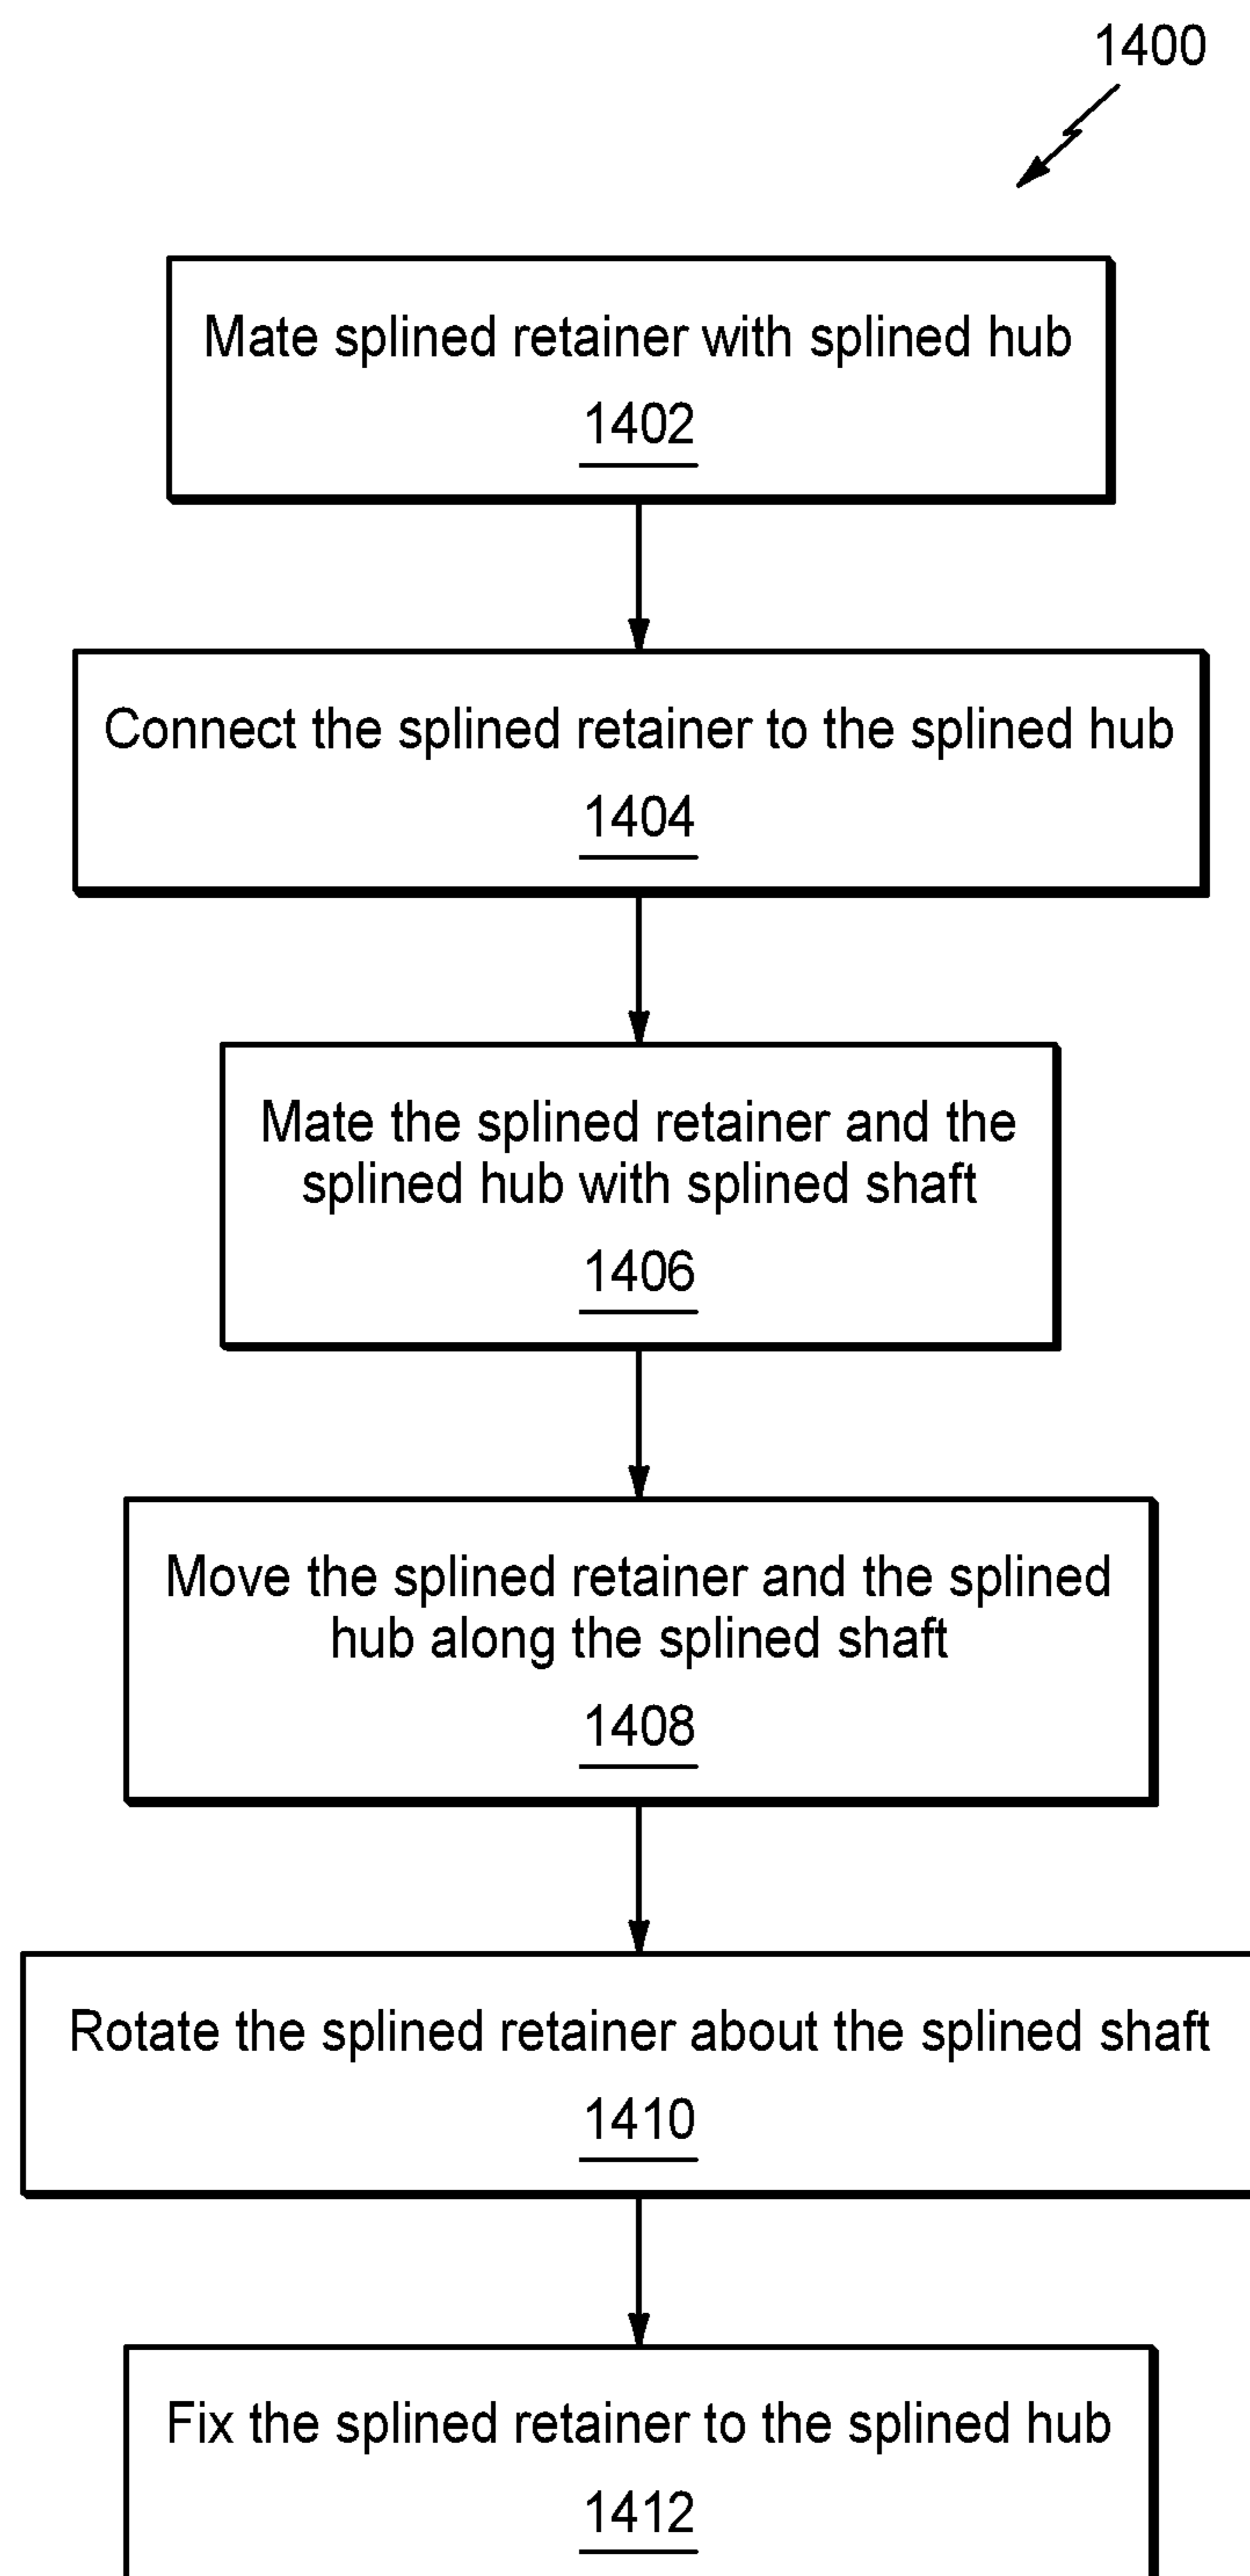 1400
Mate splined retainer with splined hub
1402
Connect the splined retainer to the splined hub
1404
Mate the splined retainer and the
splined hub with splined shaft
1406
Move the splined retainer and the splined
hub along the splined shaft
1408
Rotate the splined retainer about the splined shaft
1410
Fix the splined retainer to the splined hub
1412